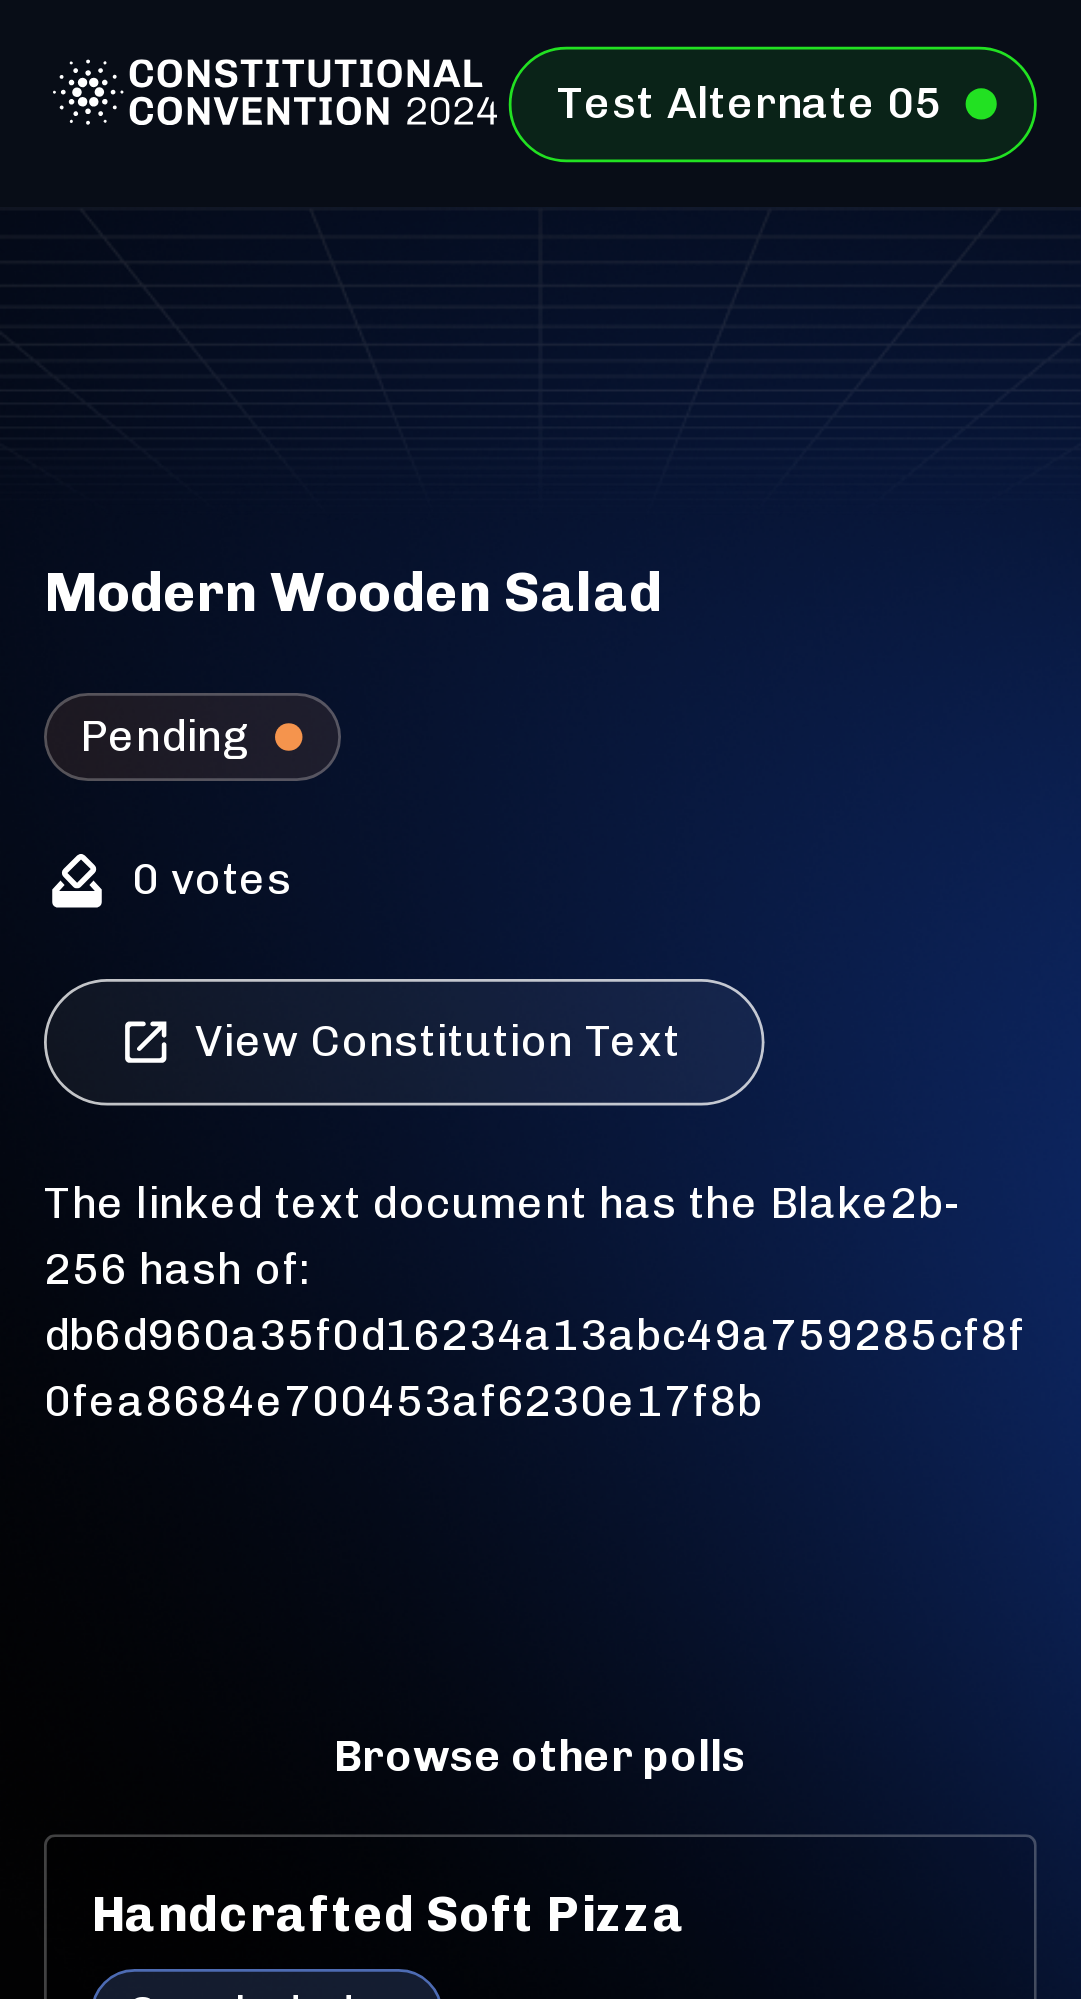 CONSTITUTIONAL
CONVENTION 2024
Test Alternate 05
Modern Wooden Salad
Pending
0 votes
View Constitution Text
The linked text document has the Blake2b-
256 hash of:
db6d960a35f0d16234a13abc49a759285cf8f
0fea8684e700453af6230e17f8b
Browse other polls
Handcrafted Soft Pizza